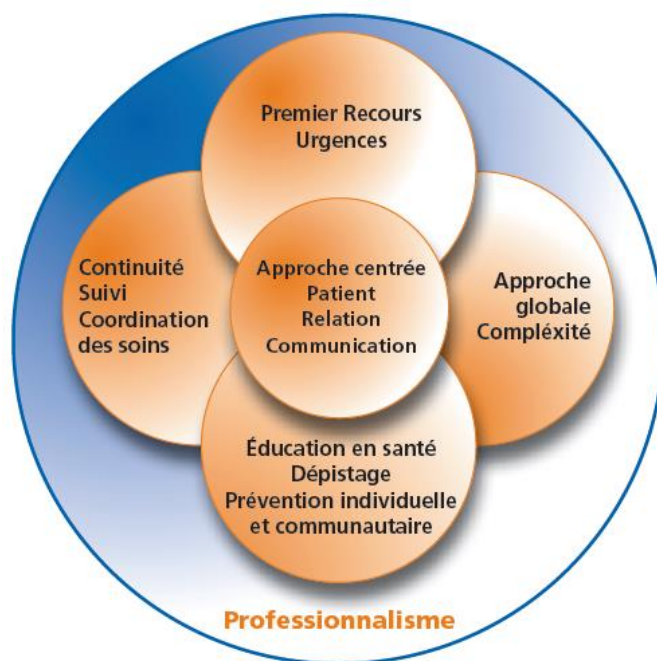 Premier Recours
Urgences
Continuité
Suivi
Coordination
des soins
Approche centrée
Patient
Relation
Communication
Approche
globale
Compléxité
Éducation en santé
Dépistage
Prévention individuelle
et communautaire
Professionnalisme